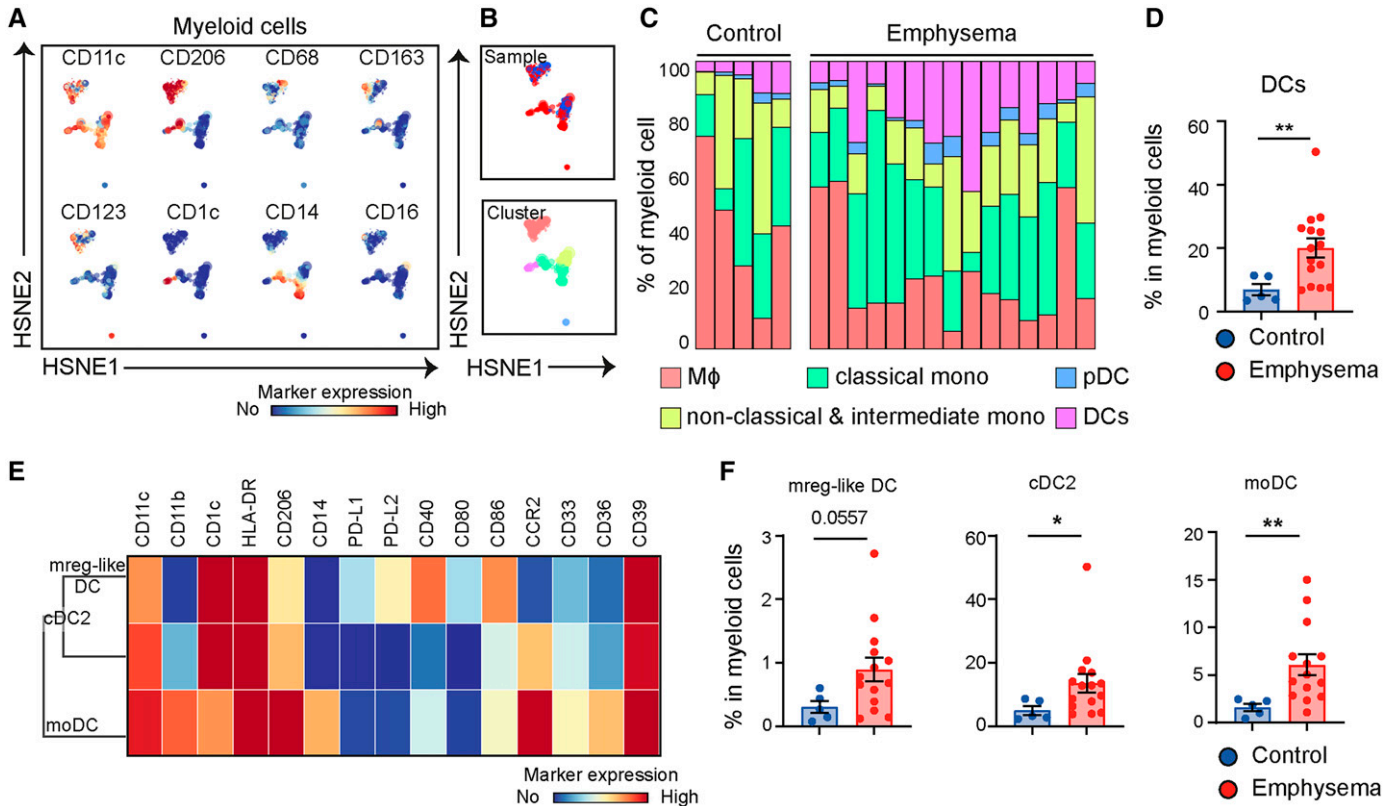 A
Myeloid cells
CD11c CD206 CD68 CD163
CD123 CD1c CD14 CD16
HSNE2
HSNE1
Marker expression
No High
B
Sample
Cluster
HSNE2
HSNE1
C
Control Emphysema
% of myeloid cell
100
80
60
40
20
0
Mϕ classical mono pDC
non-classical & intermediate mono DCs
D
DCs
**
% in myeloid cells
60
40
20
0
Control
Emphysema
E
CD11c CD11b CD1c HLA-DR CD206 CD14 PD-L1 PD-L2 CD40 CD80 CD86 CCR2 CD33 CD36 CD39
mreg-like
DC
cDC2
moDC
Marker expression
No High
F
mreg-like DC
0.0557
% in myeloid cells
3
2
1
0
cDC2
*
60
40
20
0
moDC
**
20
15
10
5
0
Control
Emphysema